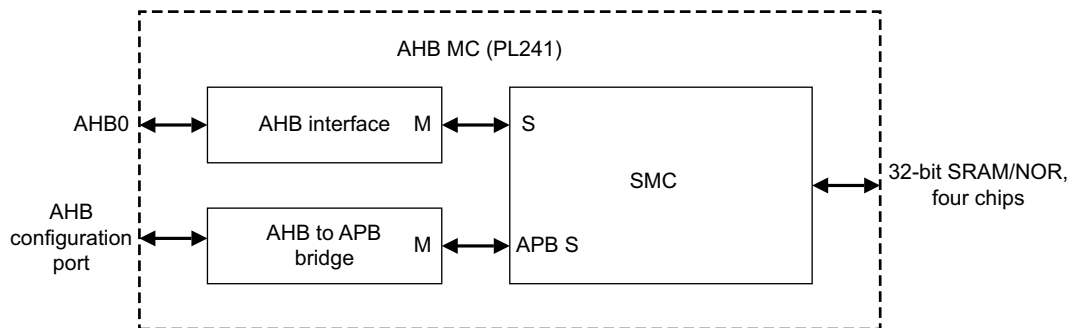 AHB MC (PL241)
AHB0
AHB interface
M
S
SMC
32-bit SRAM/NOR,
four chips
AHB
configuration
port
AHB to APB
bridge
M
APB S